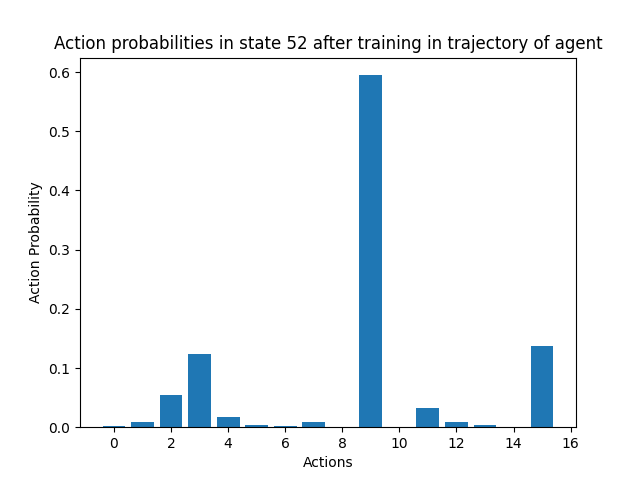 Action probabilities in state 52 after training in trajectory of agent
0.6
0.5
0.4
0.3
0.2
0.1
0.0
Action Probability
0 2 4 6 8 10 12 14 16
Actions